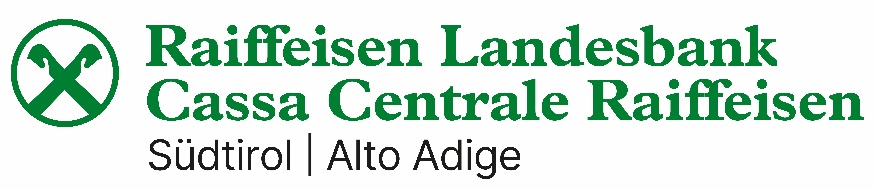 Raiffeisen Landesbank
Cassa Centrale Raiffeisen
Südtirol | Alto Adige